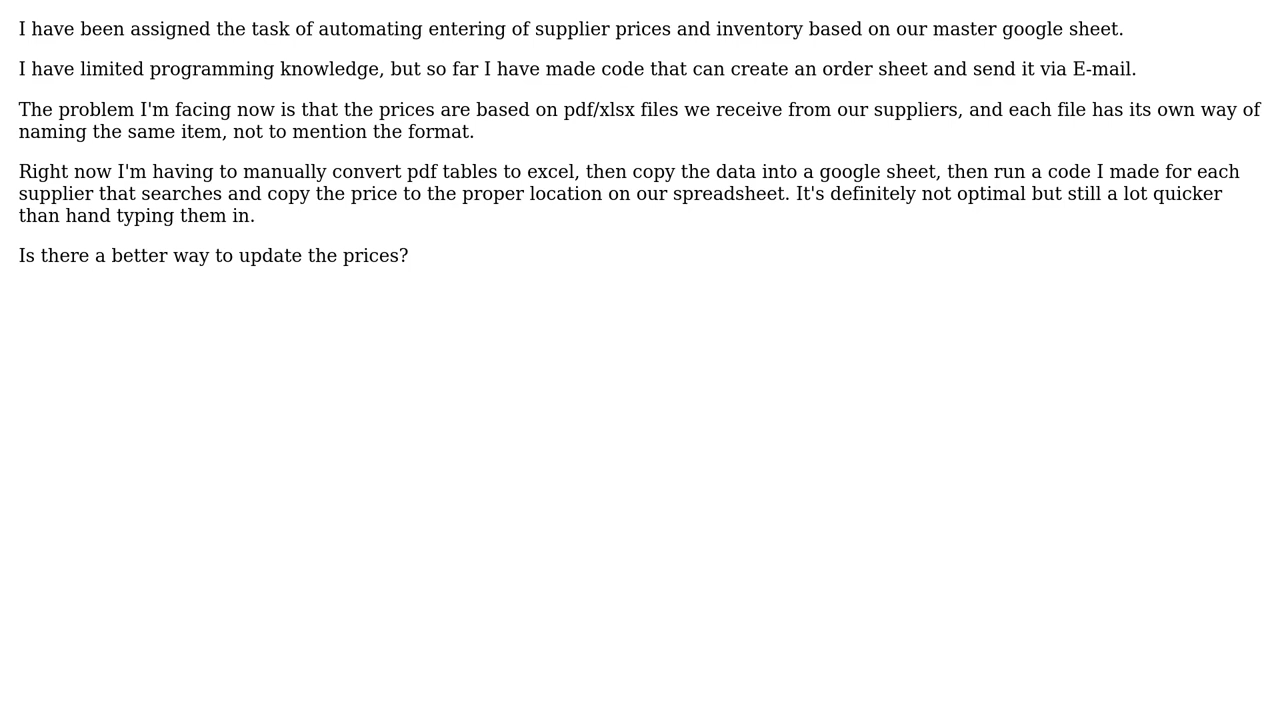 I have been assigned the task of automating entering of supplier prices and inventory based on our master google sheet.
I have limited programming knowledge, but so far I have made code that can create an order sheet and send it via E-mail.
The problem I'm facing now is that the prices are based on pdf/xlsx files we receive from our suppliers, and each file has its own way of
naming the same item, not to mention the format.
Right now I'm having to manually convert pdf tables to excel, then copy the data into a google sheet, then run a code I made for each
supplier that searches and copy the price to the proper location on our spreadsheet. It's definitely not optimal but still a lot quicker
than hand typing them in.
Is there a better way to update the prices?